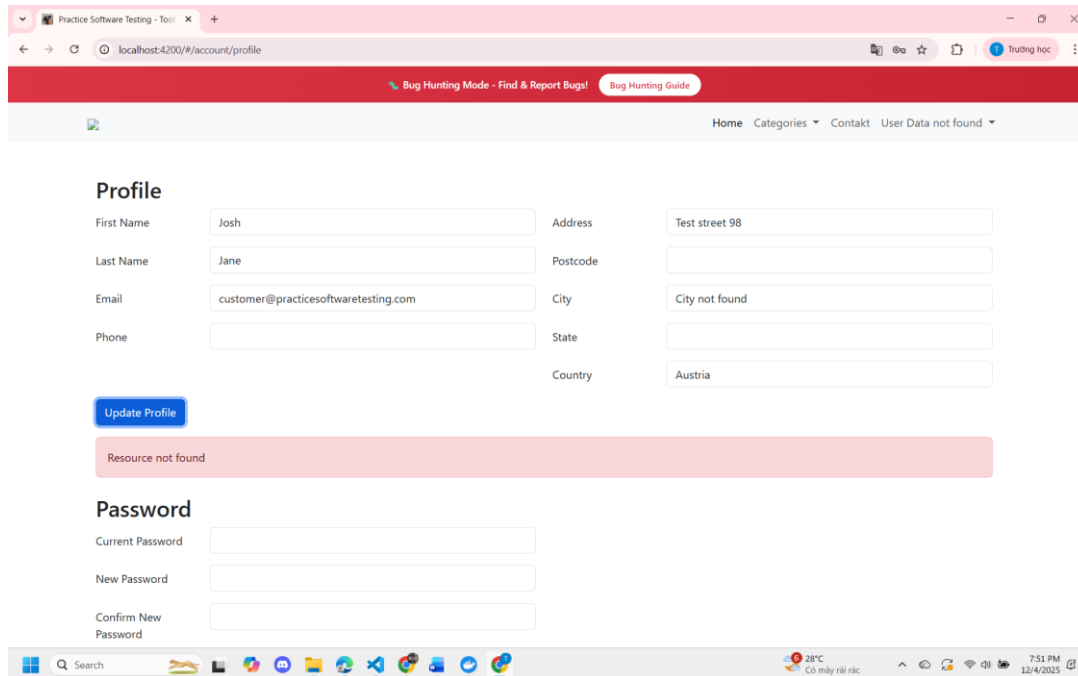 Practice Software Testing - Tool
localhost:4200/#/account/profile
Trường học
Bug Hunting Mode - Find & Report Bugs! Bug Hunting Guide
Home Categories Contakt User Data not found
Profile
First Name Josh Address Test street 98
Last Name Jane Postcode
Email customer@practicesoftwaretesting.com City City not found
Phone State
Country Austria
Update Profile
Resource not found
Password
Current Password
New Password
Confirm New
Password
Search
6 28°C
Có mây rải rác
7:51 PM
12/4/2025